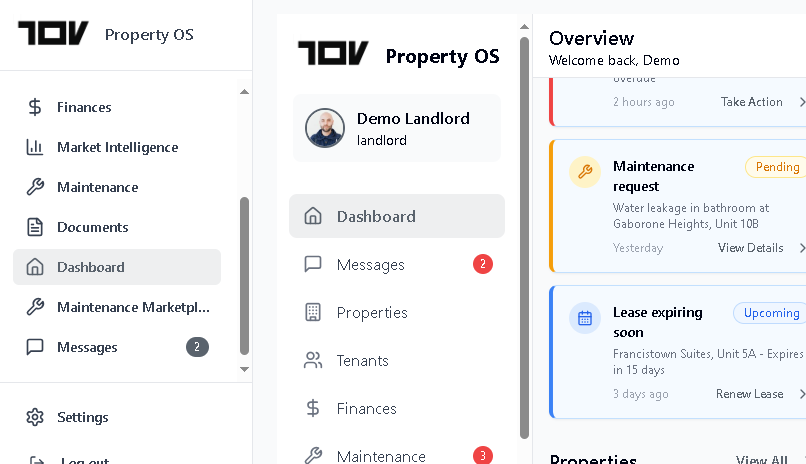 TOV Property OS
Finances
Market Intelligence
Maintenance
Documents
Dashboard
Maintenance Marketpl...
Messages 2
Settings
Log out
TOV Property OS
Demo Landlord
landlord
Dashboard
Messages 2
Properties
Tenants
Finances
Maintenance 3
Overview
Welcome back, Demo
overdue
2 hours ago Take Action
Maintenance Pending
request
Water leakage in bathroom at
Gaborone Heights, Unit 10B
Yesterday View Details
Lease expiring Upcoming
soon
Francistown Suites, Unit 5A - Expires
in 15 days
3 days ago Renew Lease
Properties View All